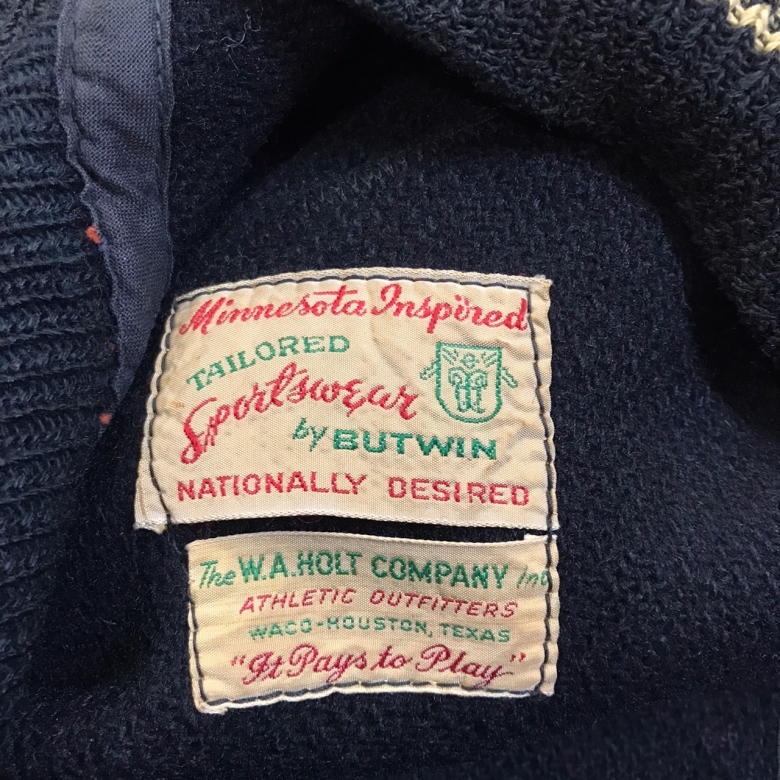 Minnesota Inspired
TAILORED
Sportswear
by BUTWIN
NATIONALLY DESIRED
The W.A. HOLT COMPANY Inc
ATHLETIC OUTFITTERS
WACO-HOUSTON, TEXAS
"It Pays to Play"